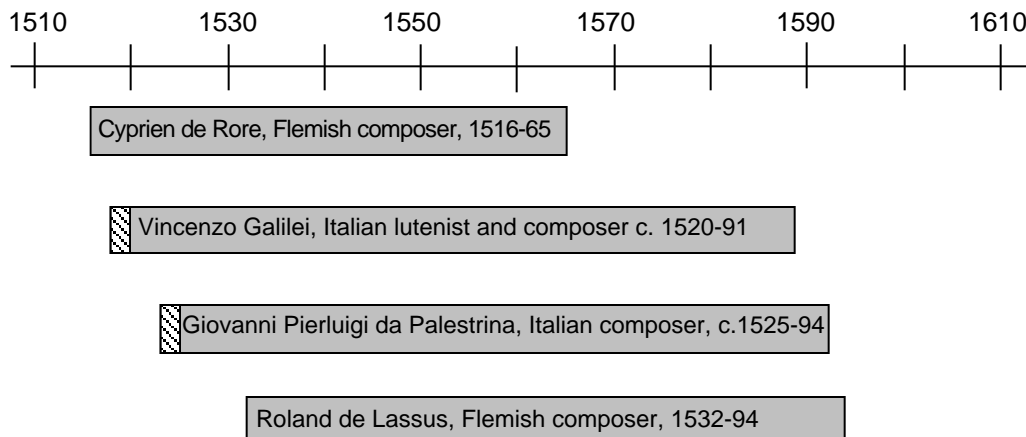 1510 1530 1550 1570 1590 1610
Cyprien de Rore, Flemish composer, 1516-65
Vincenzo Galilei, Italian lutenist and composer c. 1520-91
Giovanni Pierluigi da Palestrina, Italian composer, c.1525-94
Roland de Lassus, Flemish composer, 1532-94